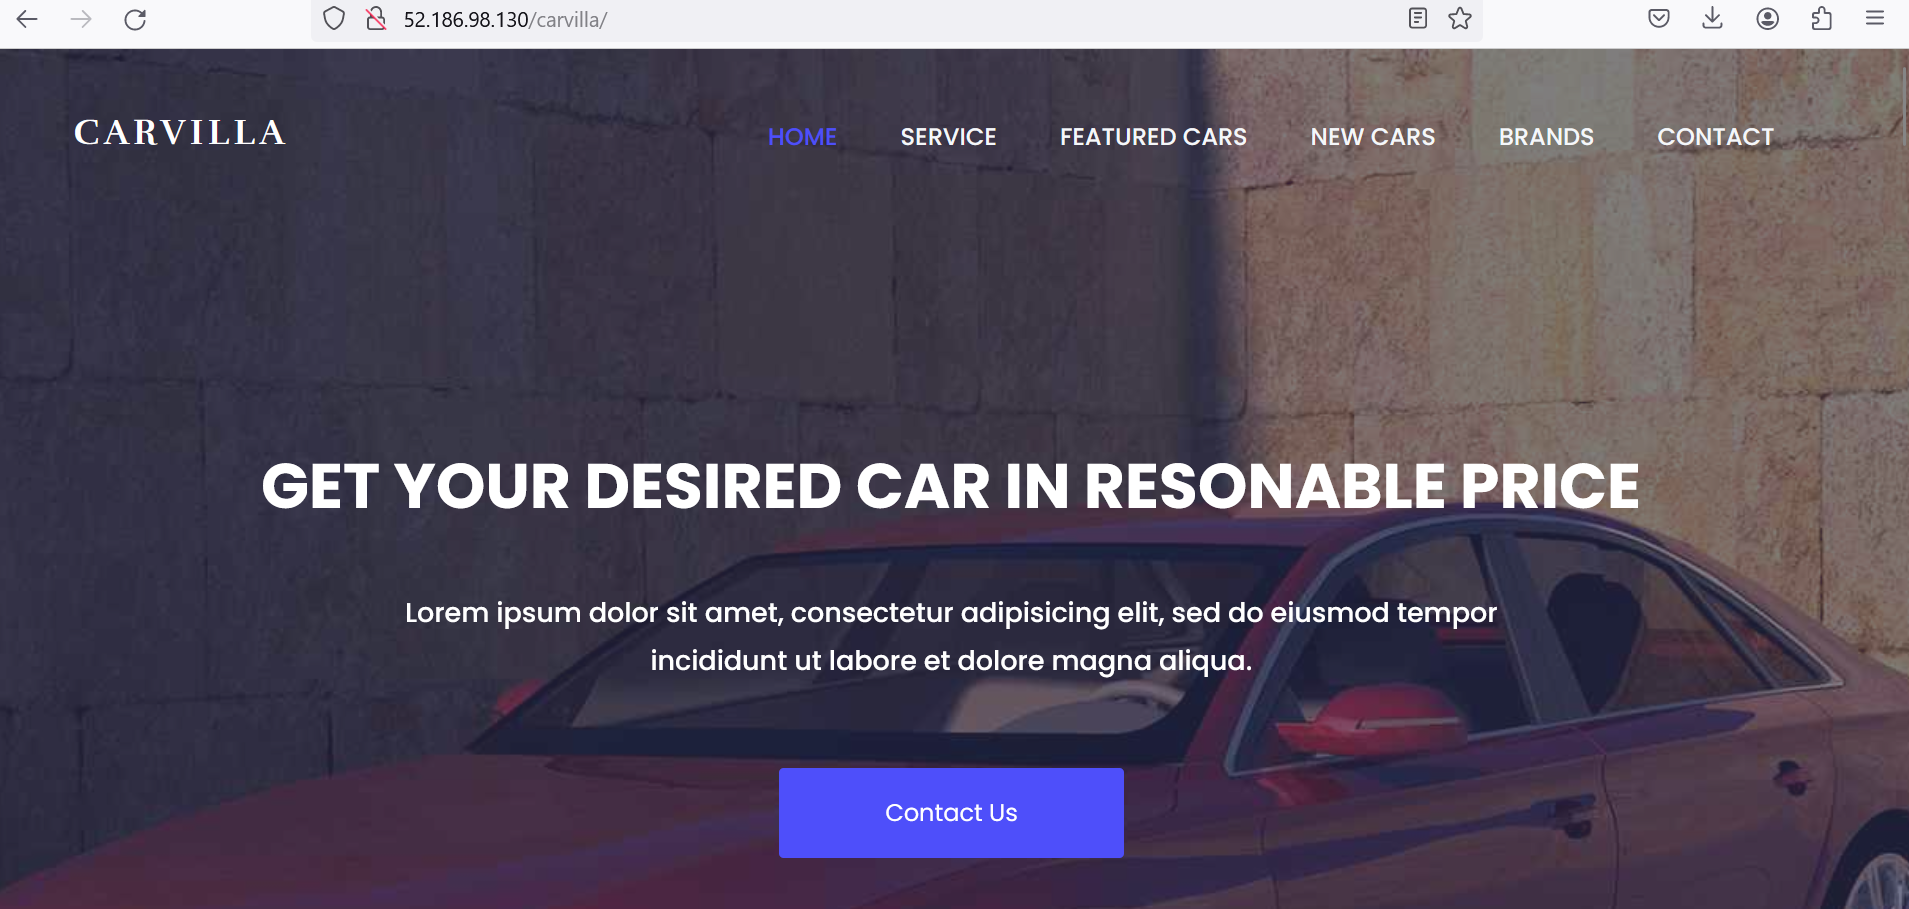 52.186.98.130/carvilla/
CARVILLA
HOME SERVICE FEATURED CARS NEW CARS BRANDS CONTACT
GET YOUR DESIRED CAR IN RESONABLE PRICE
Lorem ipsum dolor sit amet, consectetur adipisicing elit, sed do eiusmod tempor
incididunt ut labore et dolore magna aliqua.
Contact Us